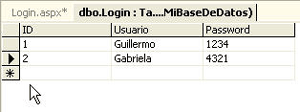 Login.aspx* dbo.Login : Ta....MiBaseDeDatos)
ID Usuario Password
1 Guillermo 1234
2 Gabriela 4321